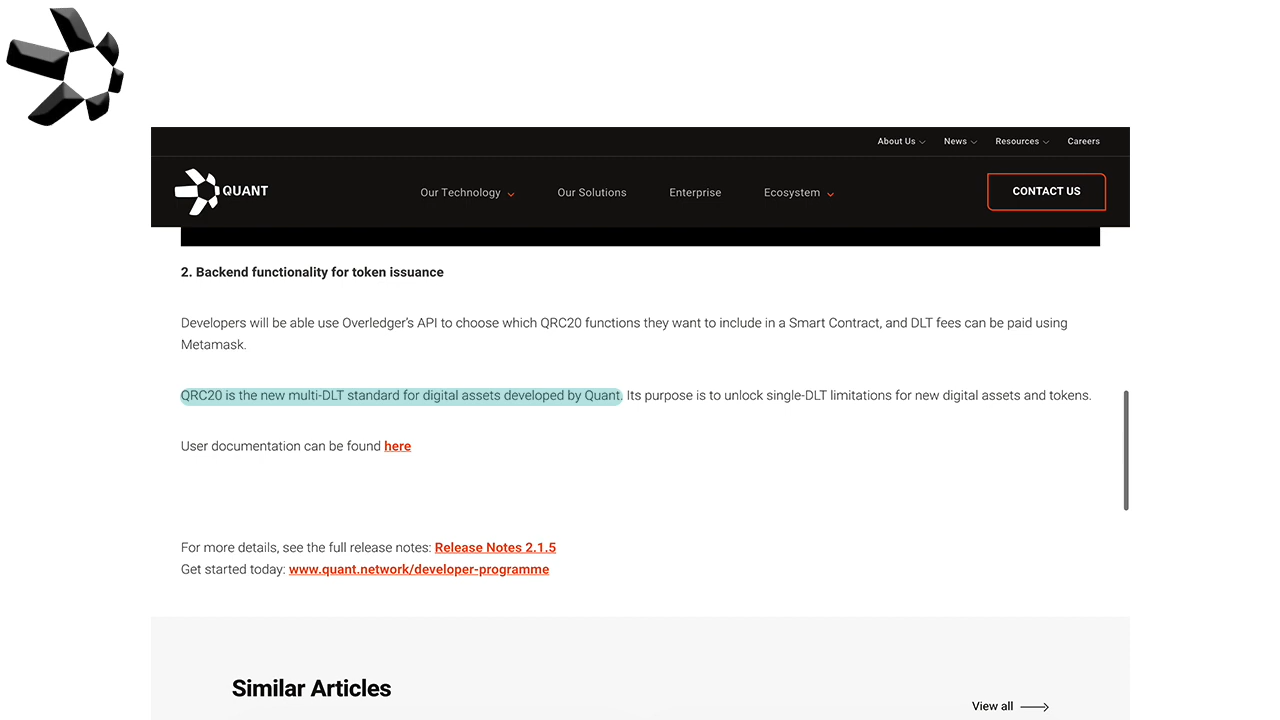 About Us
News
Resources
Careers
QUANT
Our Technology
Our Solutions
Enterprise
Ecosystem
CONTACT US
2. Backend functionality for token issuance
Developers will be able use Overledger’s API to choose which QRC20 functions they want to include in a Smart Contract, and DLT fees can be paid using
Metamask.
QRC20 is the new multi-DLT standard for digital assets developed by Quant. Its purpose is to unlock single-DLT limitations for new digital assets and tokens.
User documentation can be found here
For more details, see the full release notes: Release Notes 2.1.5
Get started today: www.quant.network/developer-programme
Similar Articles
View all